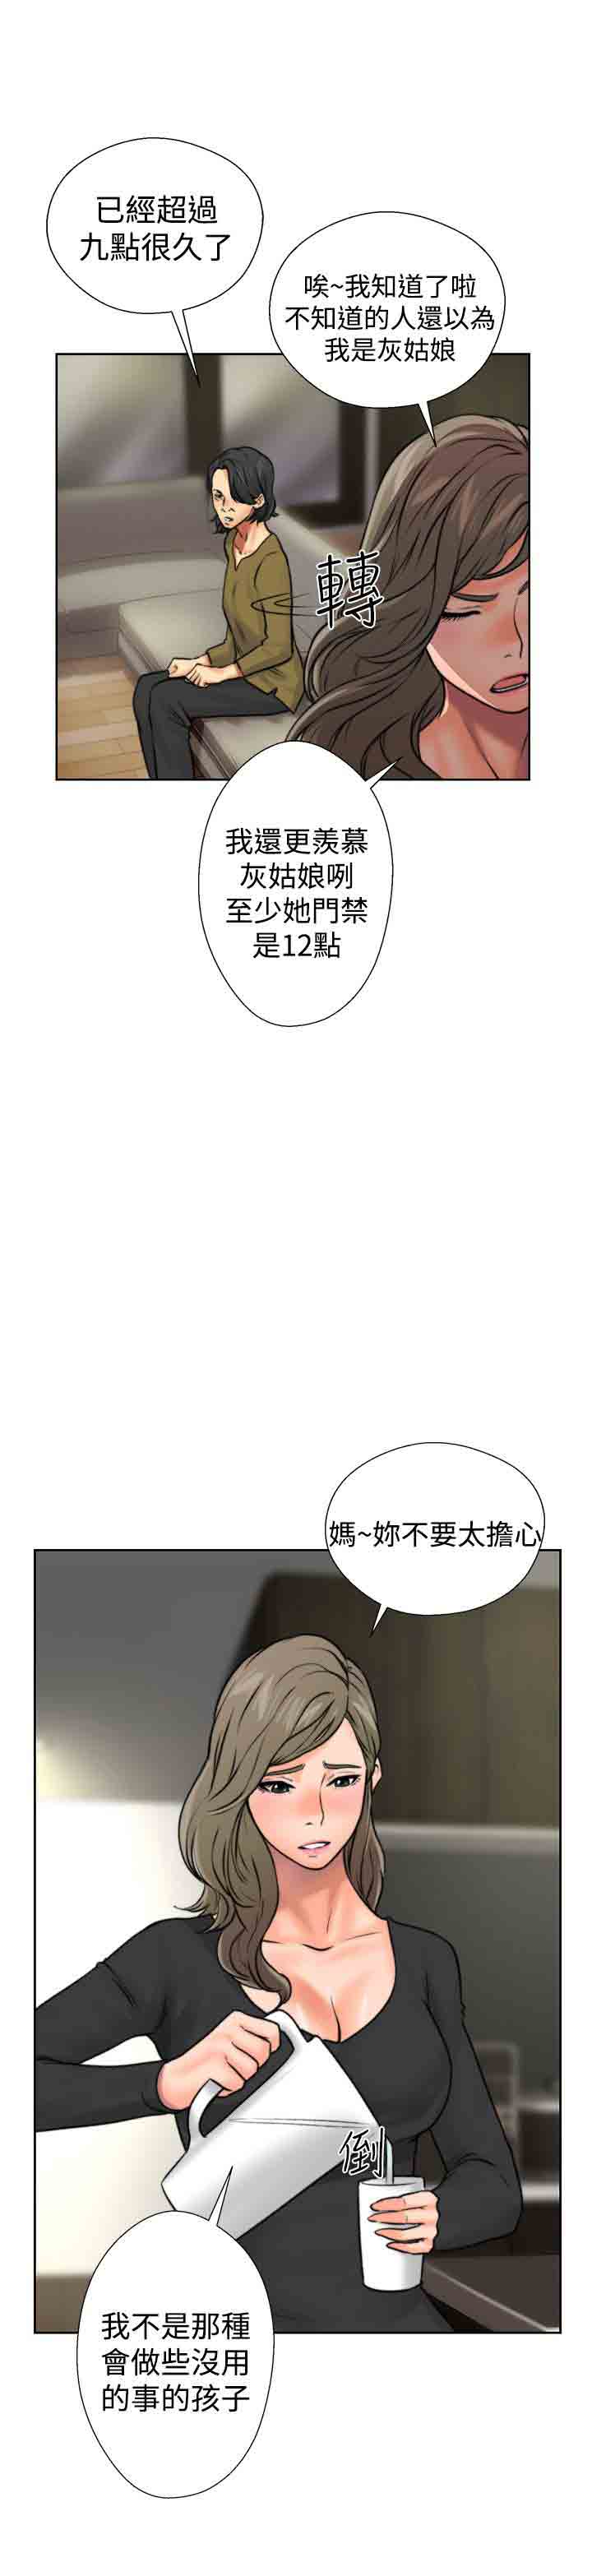 已經超過
九點很久了
唉~我知道了啦
不知道的人還以為
我是灰姑娘
轉
我還更羨慕
灰姑娘咧
至少她門禁
是12點
媽~妳不要太擔心
倒
我不是那種
會做些沒用
的事的孩子